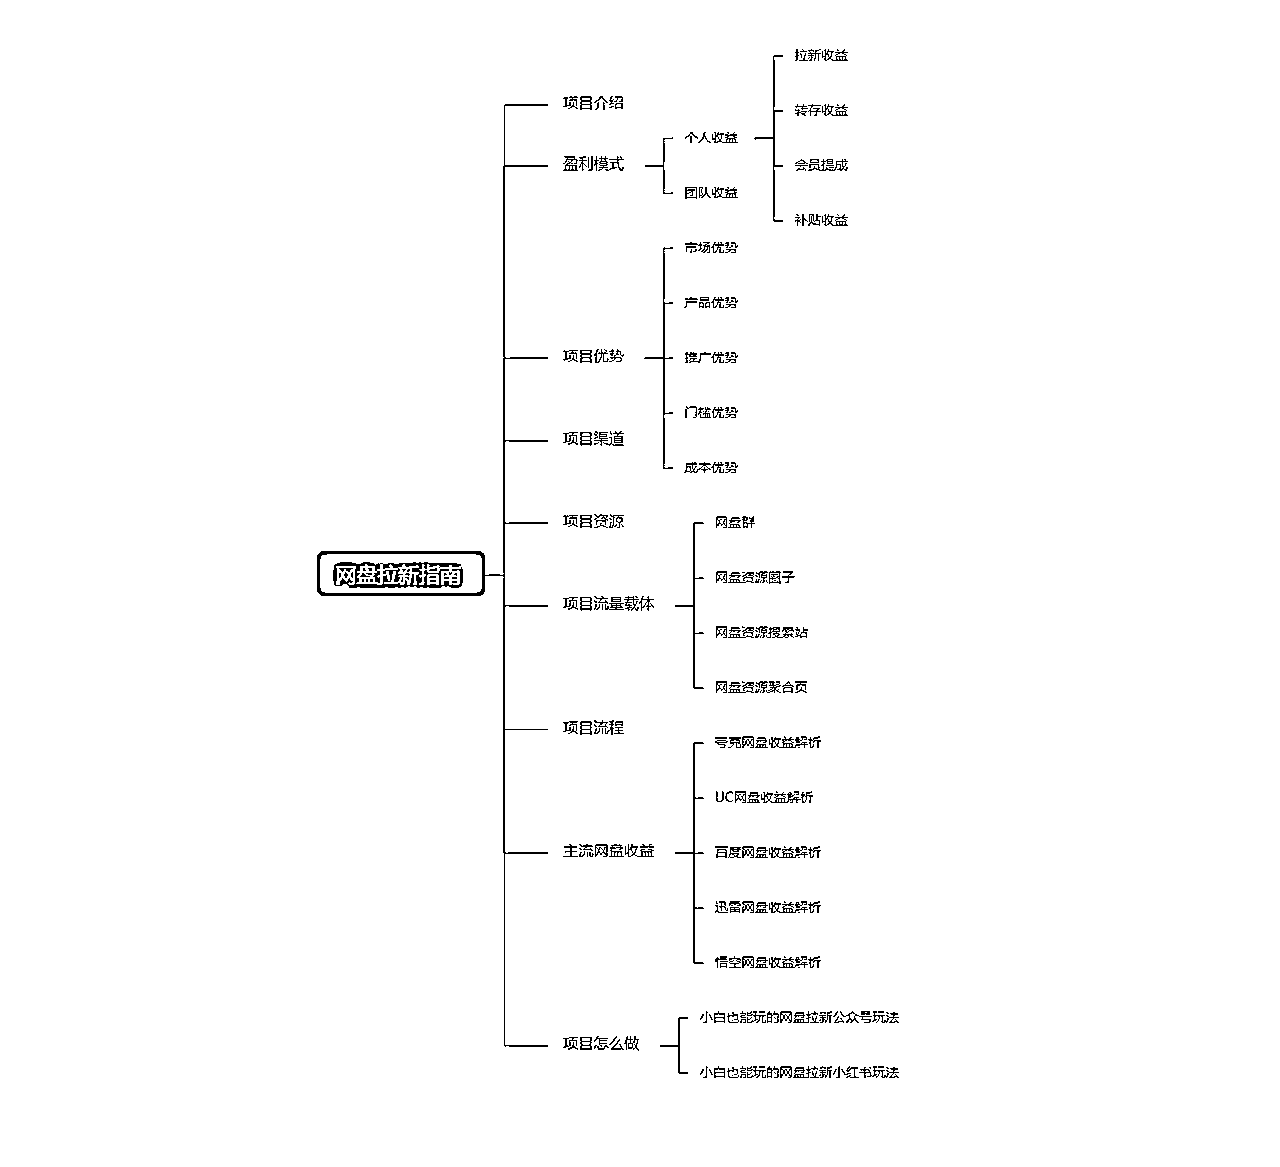 网盘拉新指南
项目介绍
盈利模式
个人收益
拉新收益
转存收益
会员提成
补贴收益
团队收益
项目优势
市场优势
产品优势
推广优势
门槛优势
成本优势
项目渠道
项目资源
项目流量载体
网盘群
网盘资源圈子
网盘资源搜索站
网盘资源聚合页
项目流程
主流网盘收益
夸克网盘收益解析
UC网盘收益解析
百度网盘收益解析
迅雷网盘收益解析
悟空网盘收益解析
项目怎么做
小白也能玩的网盘拉新公众号玩法
小白也能玩的网盘拉新小红书玩法